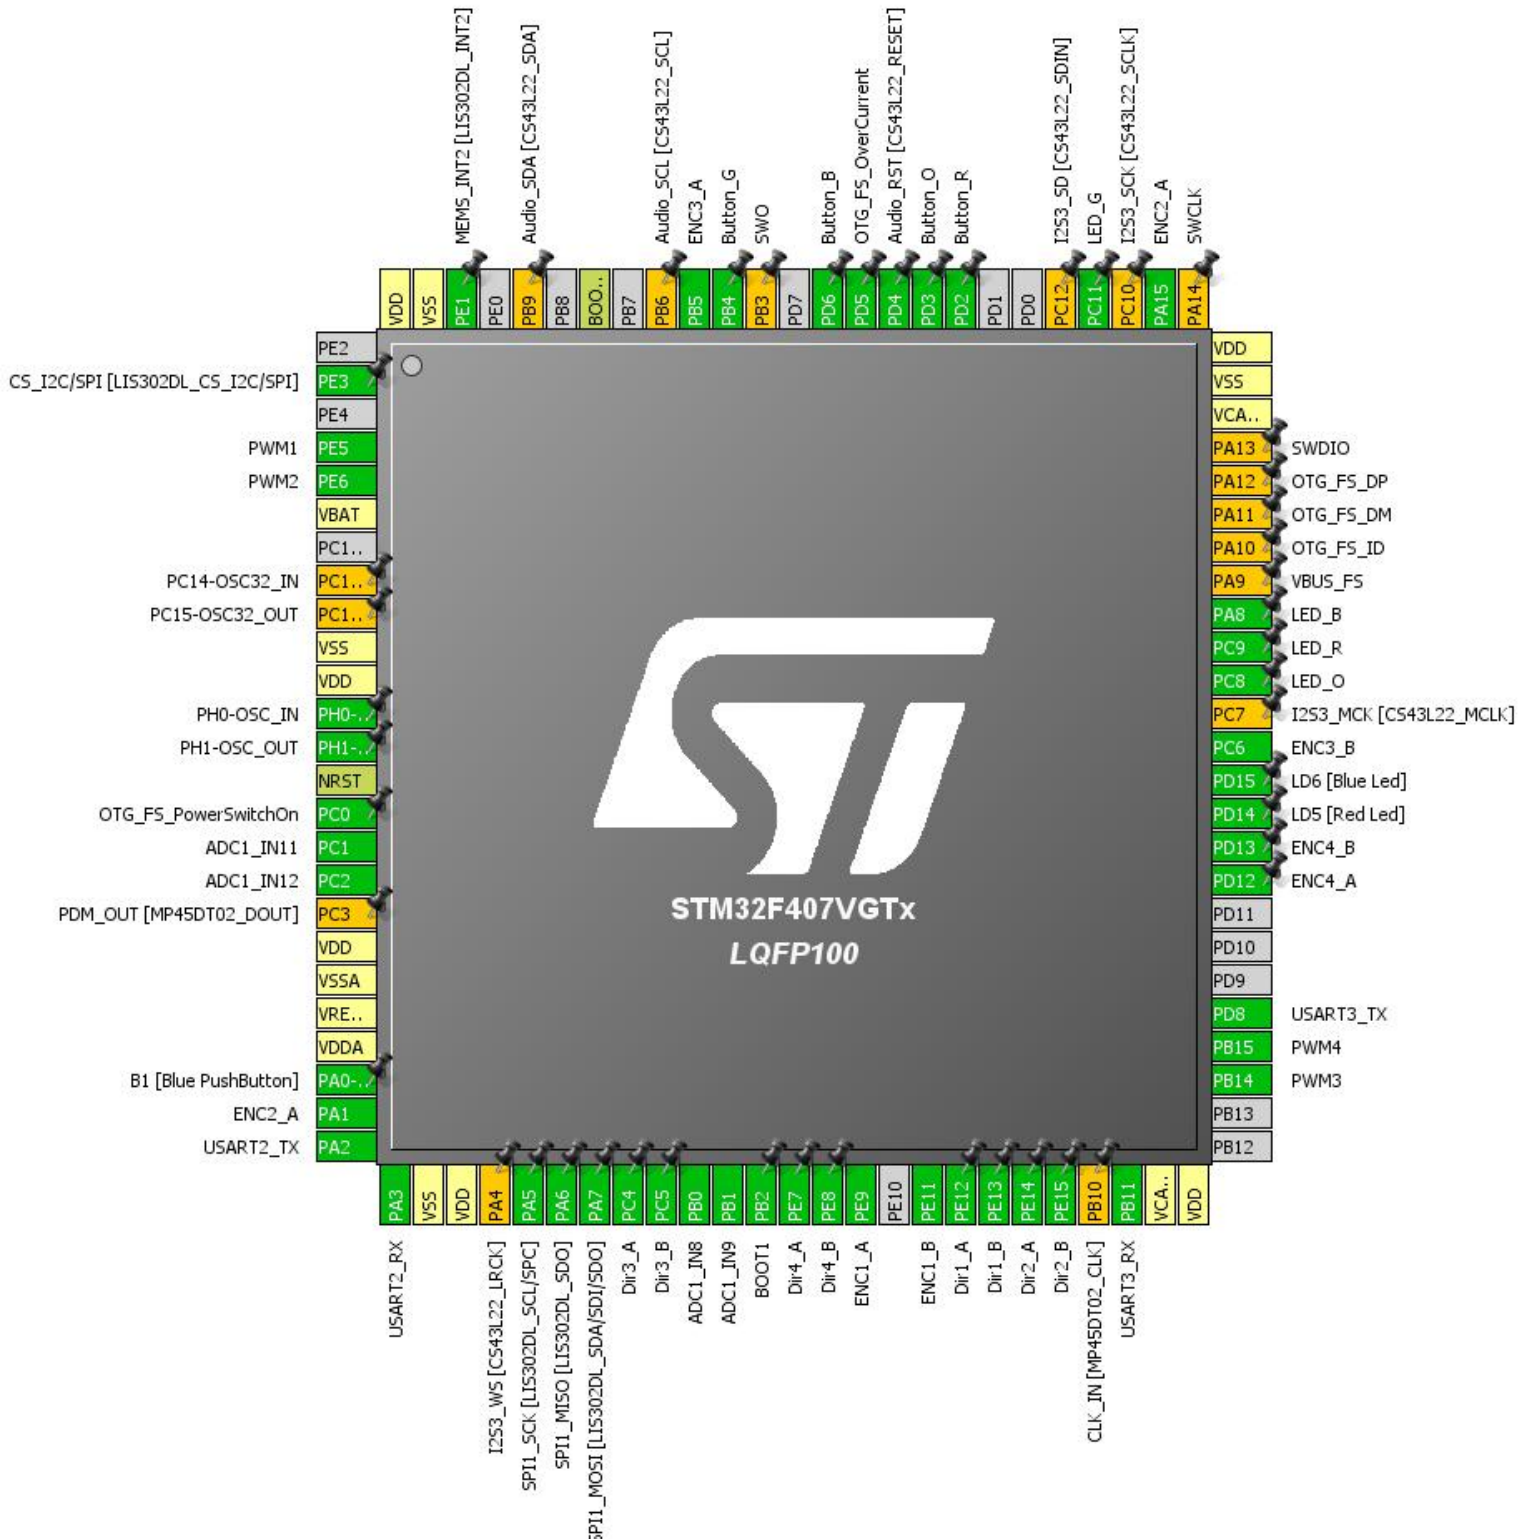 MEMS_INT2 [LIS302DL_INT2]
Audio_SDA [CS43L22_SDA]
Audio_SCL [CS43L22_SCL]
ENC3_A
Button_G
SWO
Button_B
OTG_FS_OverCurrent
Audio_RST [CS43L22_RESET]
Button_O
Button_R
I2S3_SD [CS43L22_SDIN]
LED_G
I2S3_SCK [CS43L22_SCLK]
ENC2_A
SWCLK
VDD
VSS
PE1
PE0
PB9
PB8
BOO..
PB7
PB6
PB5
PB4
PB3
PD7
PD6
PD5
PD4
PD3
PD2
PD1
PD0
PC12
PC11
PC10
PA15
PA14
PE2
CS_I2C/SPI [LIS302DL_CS_I2C/SPI] PE3
PE4
PWM1 PE5
PWM2 PE6
VBAT
PC1..
PC14-OSC32_IN PC1..
PC15-OSC32_OUT PC1..
VSS
VDD
PH0-OSC_IN PH0-..
PH1-OSC_OUT PH1-..
NRST
OTG_FS_PowerSwitchOn PC0
ADC1_IN11 PC1
ADC1_IN12 PC2
PDM_OUT [MP45DT02_DOUT] PC3
VDD
VSSA
VRE..
VDDA
B1 [Blue PushButton] PA0-..
ENC2_A PA1
USART2_TX PA2
STM32F407VGTx
LQFP100
VDD
VSS
VCA..
PA13 SWDIO
PA12 OTG_FS_DP
PA11 OTG_FS_DM
PA10 OTG_FS_ID
PA9 VBUS_FS
PA8 LED_B
PC9 LED_R
PC8 LED_O
PC7 I2S3_MCK [CS43L22_MCLK]
PC6 ENC3_B
PD15 LD6 [Blue Led]
PD14 LD5 [Red Led]
PD13 ENC4_B
PD12 ENC4_A
PD11
PD10
PD9
PD8 USART3_TX
PB15 PWM4
PB14 PWM3
PB13
PB12
PA3
VSS
VDD
PA4
PA5
PA6
PA7
PC4
PC5
PB0
PB1
PB2
PE7
PE8
PE9
PE10
PE11
PE12
PE13
PE14
PE15
PB10
PB11
VCA..
VDD
USART2_RX
I2S3_WS [CS43L22_LRCK]
SPI1_SCK [LIS302DL_SCL/SPC]
SPI1_MISO [LIS302DL_SDO]
SPI1_MOSI [LIS302DL_SDA/SDI/SDO]
Dir3_A
Dir3_B
ADC1_IN8
ADC1_IN9
BOOT1
Dir4_A
Dir4_B
ENC1_A
ENC1_B
Dir1_A
Dir1_B
Dir2_A
Dir2_B
CLK_IN [MP45DT02_CLK]
USART3_RX